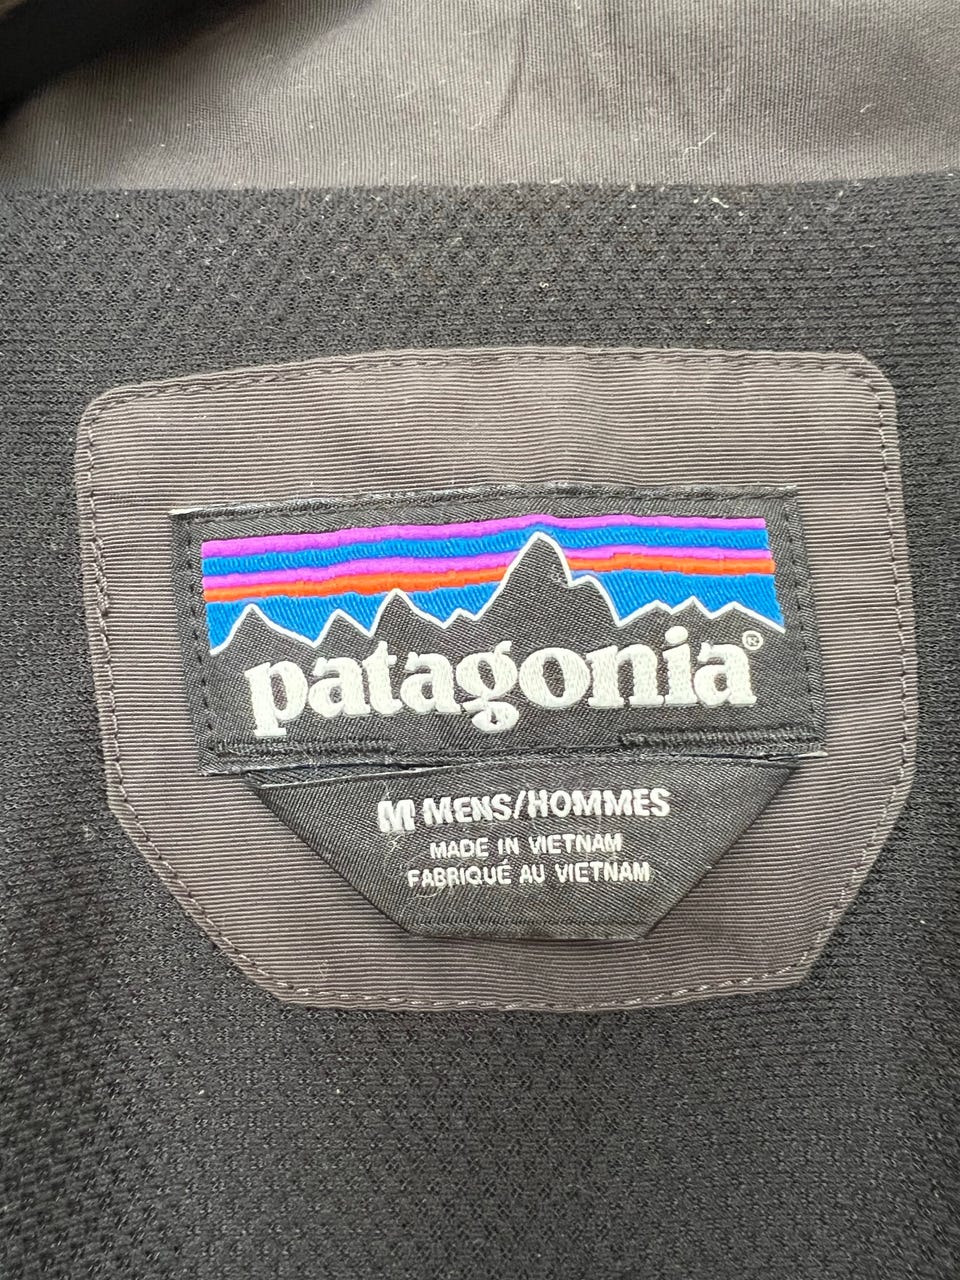 patagonia®
M MENS/HOMMES
MADE IN VIETNAM
FABRIQUÉ AU VIETNAM